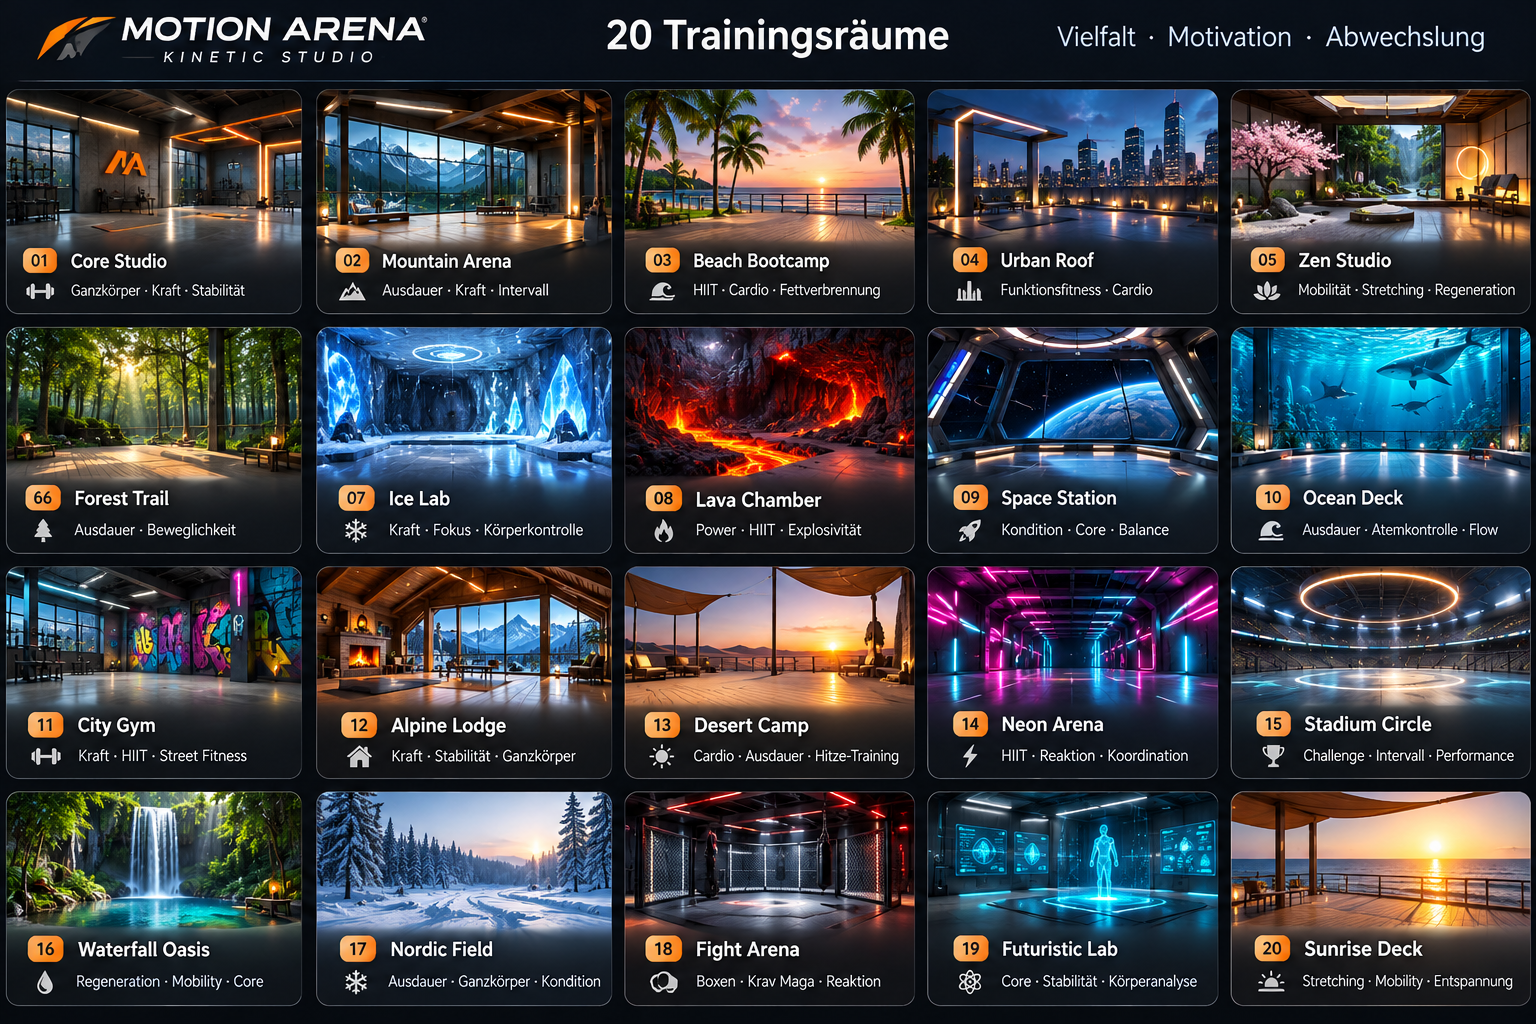 MOTION ARENA®
KINETIC STUDIO
20 Trainingsräume
Vielfalt · Motivation · Abwechslung
01 Core Studio
Ganzkörper · Kraft · Stabilität
02 Mountain Arena
Ausdauer · Kraft · Intervall
03 Beach Bootcamp
HIIT · Cardio · Fettverbrennung
04 Urban Roof
Funktionsfitness · Cardio
05 Zen Studio
Mobilität · Stretching · Regeneration
66 Forest Trail
Ausdauer · Beweglichkeit
07 Ice Lab
Kraft · Fokus · Körperkontrolle
08 Lava Chamber
Power · HIIT · Explosivität
09 Space Station
Kondition · Core · Balance
10 Ocean Deck
Ausdauer · Atemkontrolle · Flow
11 City Gym
Kraft · HIIT · Street Fitness
12 Alpine Lodge
Kraft · Stabilität · Ganzkörper
13 Desert Camp
Cardio · Ausdauer · Hitze-Training
14 Neon Arena
HIIT · Reaktion · Koordination
15 Stadium Circle
Challenge · Intervall · Performance
16 Waterfall Oasis
Regeneration · Mobility · Core
17 Nordic Field
Ausdauer · Ganzkörper · Kondition
18 Fight Arena
Boxen · Krav Maga · Reaktion
19 Futuristic Lab
Core · Stabilität · Körperanalyse
20 Sunrise Deck
Stretching · Mobility · Entspannung